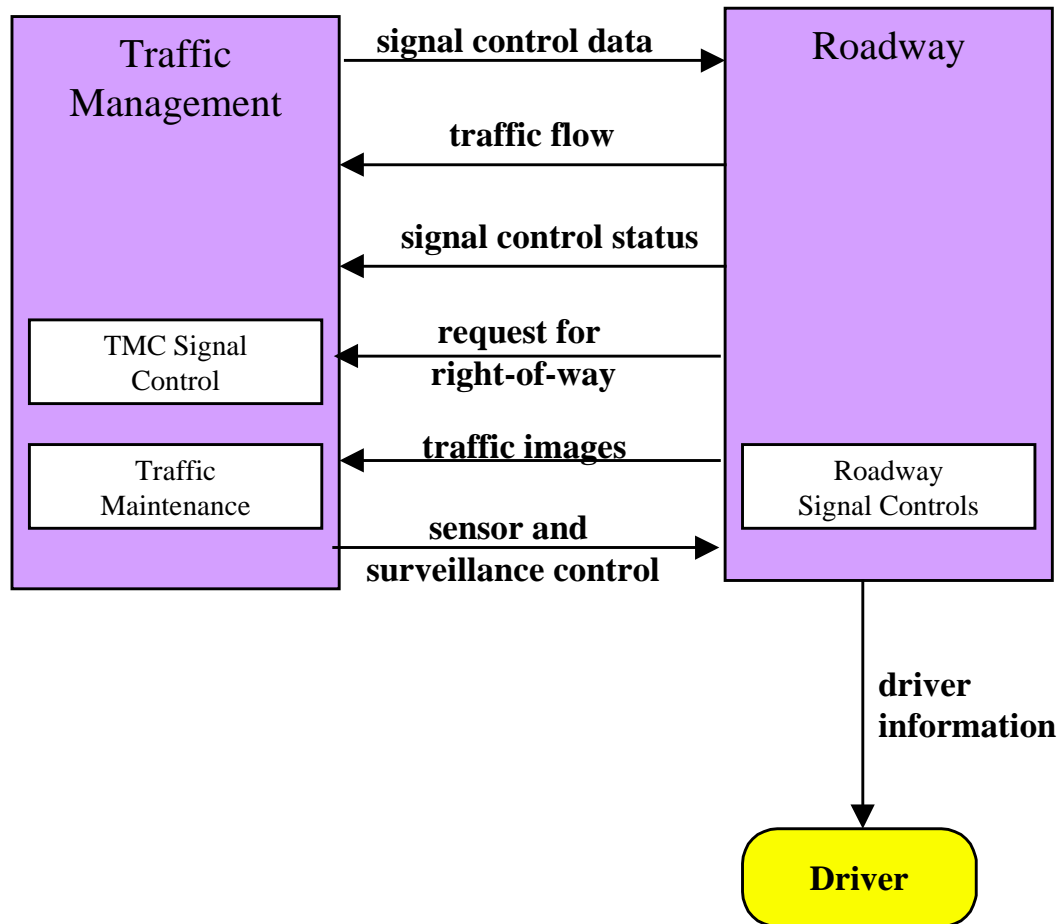 Traffic
Management
signal control data
Roadway
traffic flow
signal control status
TMC Signal
Control
request for
right-of-way
Traffic
Maintenance
traffic images
Roadway
Signal Controls
sensor and
surveillance control
driver
information
Driver